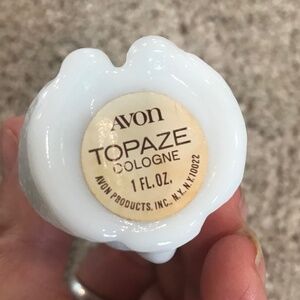 AVON
TOPAZE
COLOGNE
1 FL.OZ.
AVON PRODUCTS, INC., N.Y. N.Y. 10022